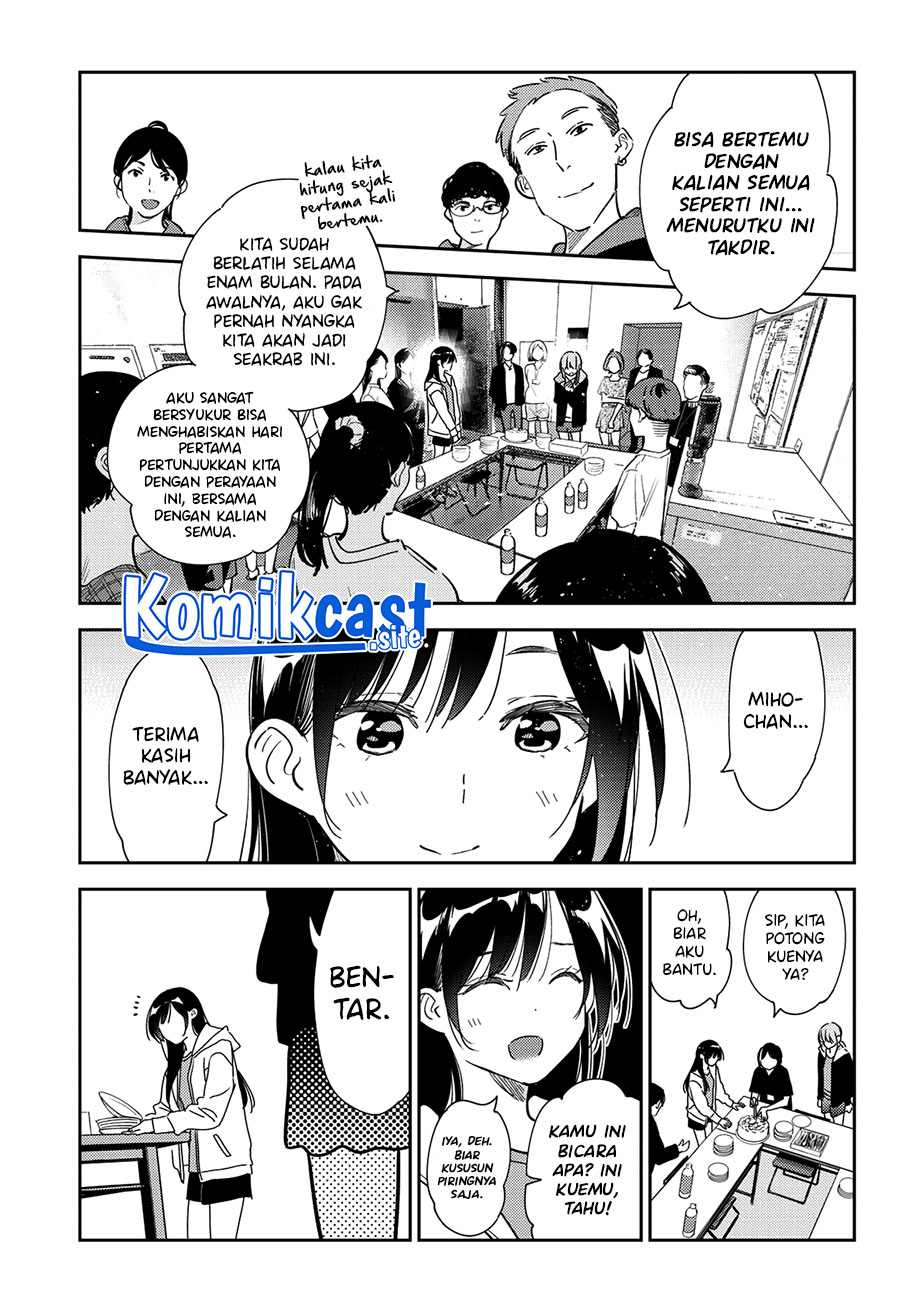 BISA BERTEMU
DENGAN
KALIAN SEMUA
SEPERTI INI...
MENURUTKU INI
TAKDIR.
kalau kita
hitung sejak
pertama kali
bertemu.
KITA SUDAH
BERLATIH SELAMA
ENAM BULAN. PADA
AWALNYA, AKU GAK
PERNAH NYANGKA
KITA AKAN JADI
SEAKRAB INI.
AKU SANGAT
BERSYUKUR BISA
MENGHABISKAN HARI
PERTAMA
PERTUNJUKKAN KITA
DENGAN PERAYAAN
INI, BERSAMA
DENGAN KALIAN
SEMUA.
Komikcast
.site
MIHO-
CHAN...
TERIMA
KASIH
BANYAK...
SIP, KITA
POTONG
KUENYA
YA?
OH,
BIAR
AKU
BANTU.
KAMU INI
BICARA
APA? INI
KUEMU,
TAHU!
IYA, DEH.
BIAR
KUSUSUN
PIRINGNYA
SAJA.
BEN-
TAR.